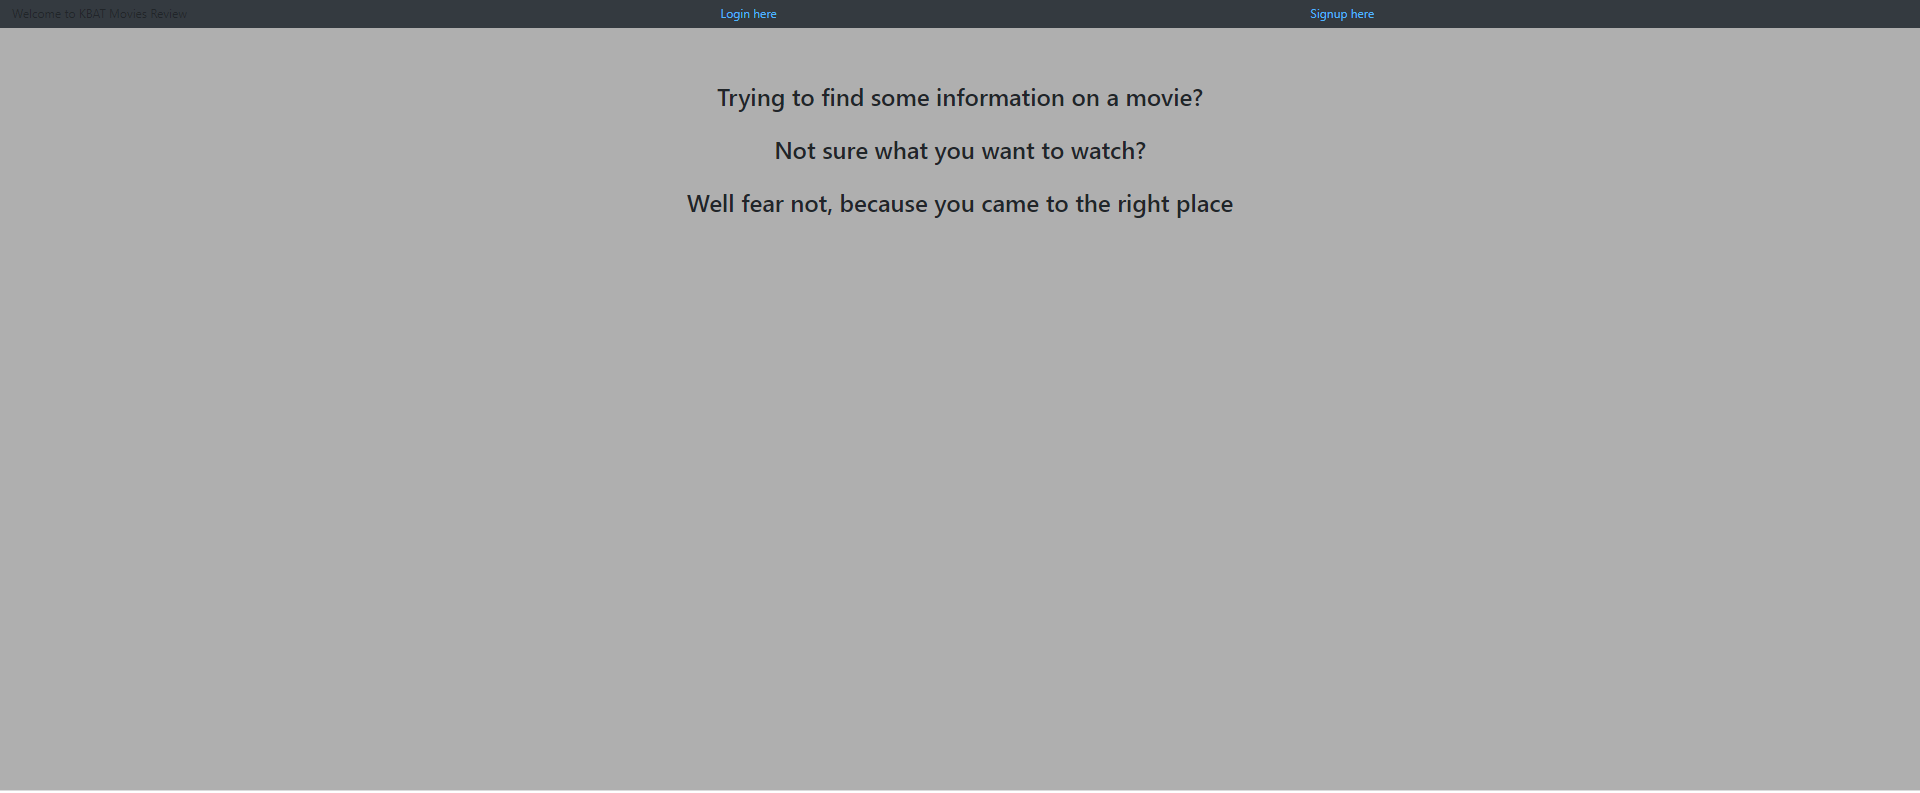 Welcome to KBAT Movies Review
Login here
Signup here
Trying to find some information on a movie?
Not sure what you want to watch?
Well fear not, because you came to the right place